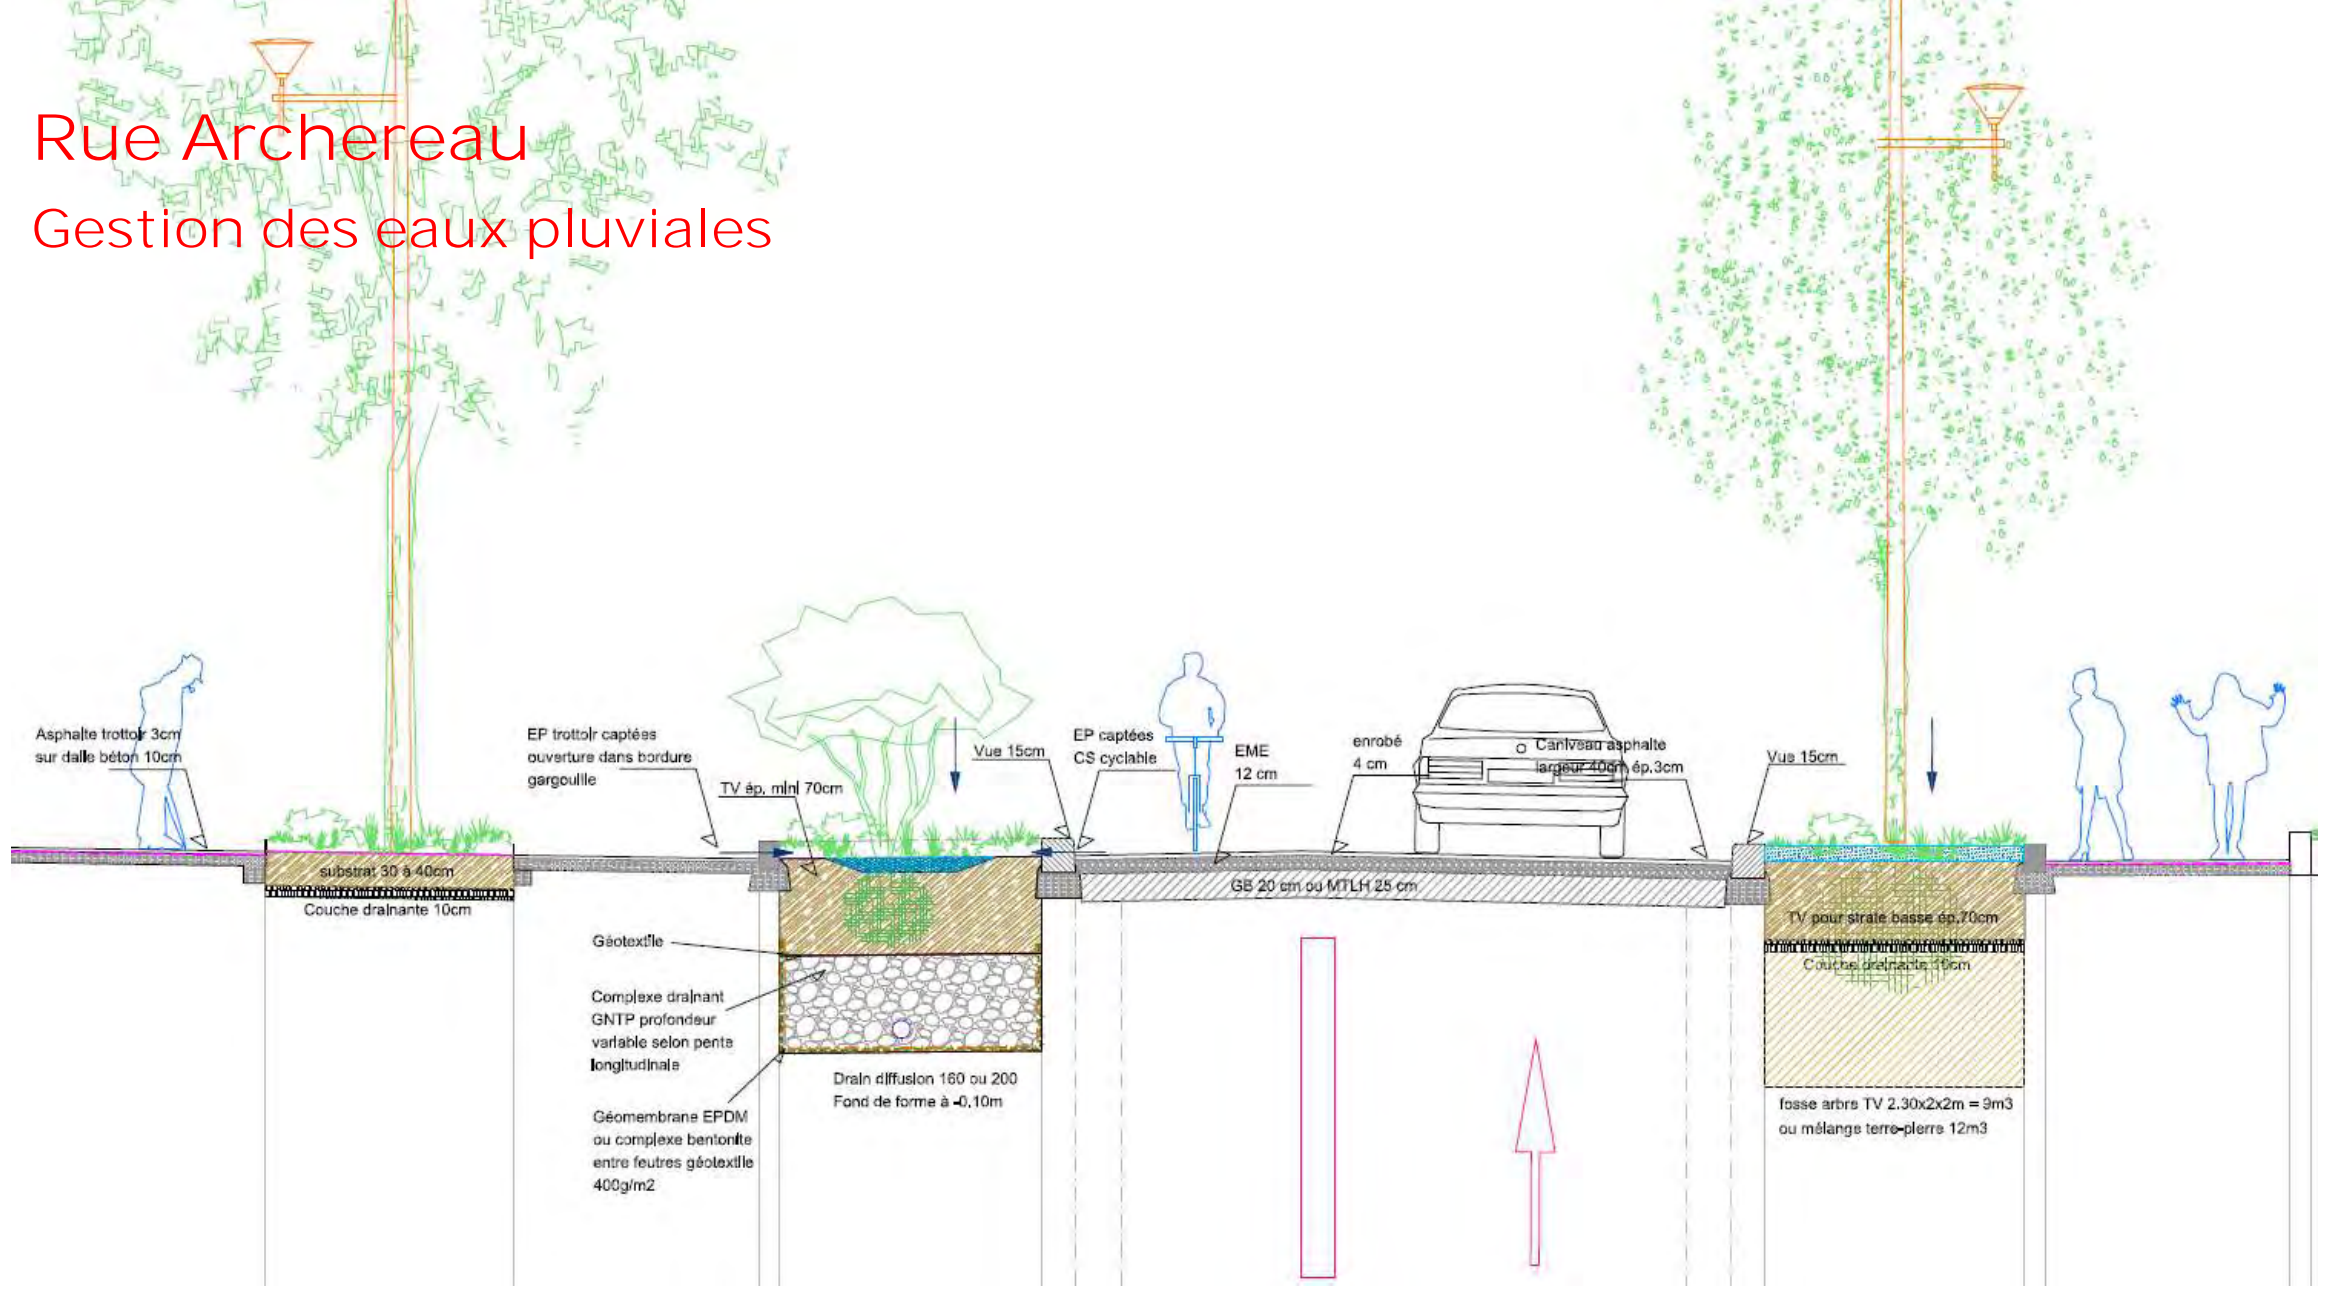 Rue Archereau
Gestion des eaux pluviales
Asphalte trottoir 3cm
sur dalle béton 10cm
substrat 30 à 40cm
Couche drainante 10cm
EP trottoir captées
ouverture dans bordure
gargouille
TV ép. mini 70cm
Géotextile
Complexe drainant
GNTP profondeur
variable selon pente
longitudinale
Géomembrane EPDM
ou complexe bentonite
entre feutres géotextile
400g/m2
Drain diffusion 160 ou 200
Fond de forme à -0,10m
Vue 15cm
EP captées
CS cyclable
EME
12 cm
enrobé
4 cm
Caniveau asphalte
largeur 40cm ép.3cm
GB 20 cm ou MTLH 25 cm
Vue 15cm
TV pour strate basse ép.70cm
Couche drainante 10cm
fosse arbre TV 2.30x2x2m = 9m3
ou mélange terre-pierre 12m3